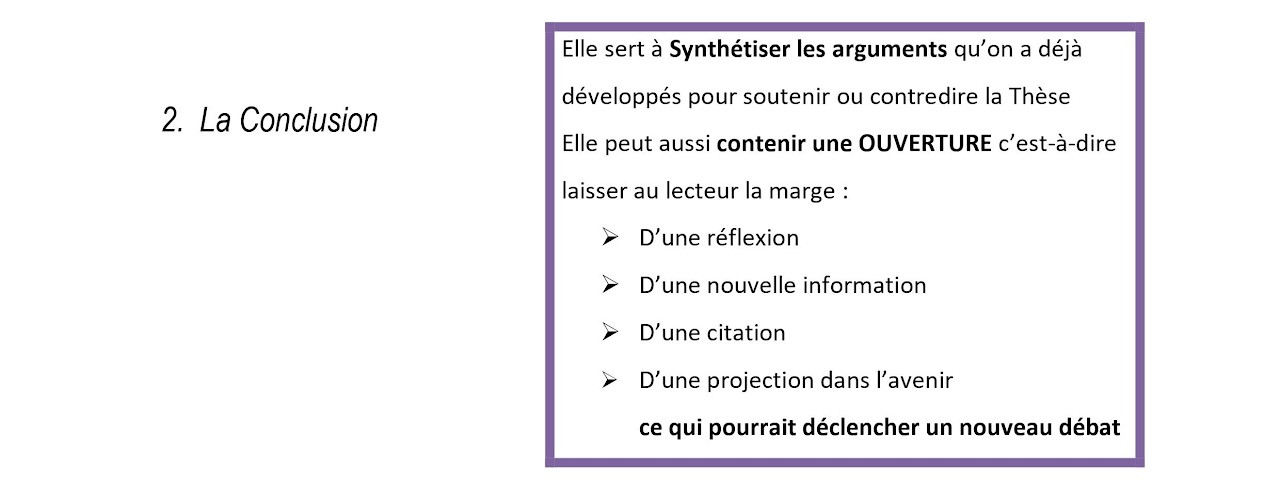 2. La Conclusion
Elle sert à Synthétiser les arguments qu’on a déjà
développés pour soutenir ou contredire la Thèse
Elle peut aussi contenir une OUVERTURE c’est-à-dire
laisser au lecteur la marge :
➢ D’une réflexion
➢ D’une nouvelle information
➢ D’une citation
➢ D’une projection dans l’avenir
ce qui pourrait déclencher un nouveau débat